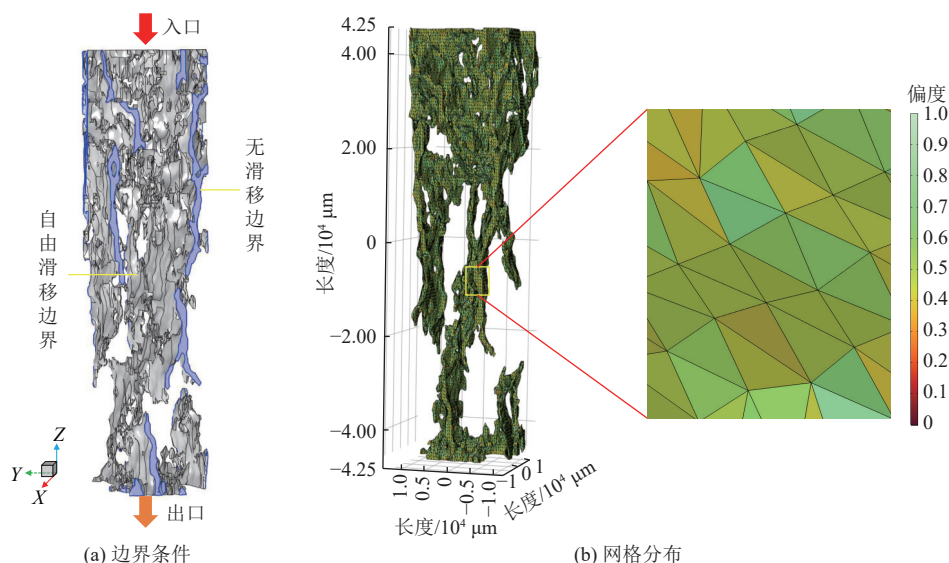 入口
无滑移边界
自由滑移边界
Z
Y
X
出口
(a) 边界条件
4.25
4.00
2.00
0
−2.00
−4.00
−4.25
长度/10⁴ μm
1.0
0.5
0
−0.5
−1.0
长度/10⁴ μm
−1
0
1
长度/10⁴ μm
偏度
1.0
0.9
0.8
0.7
0.6
0.5
0.4
0.3
0.2
0.1
0
(b) 网格分布